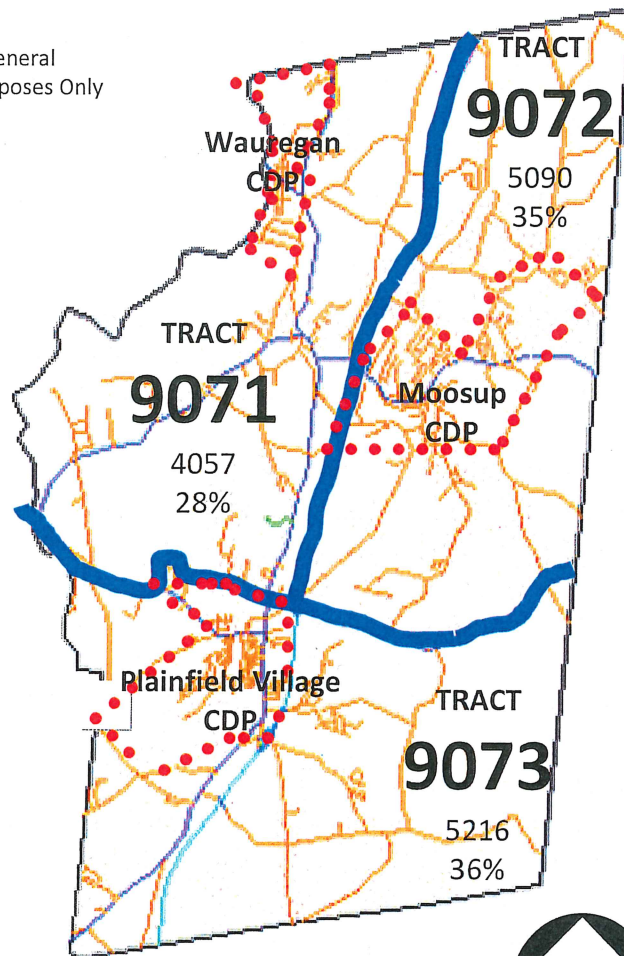 eneral
poses Only
TRACT
9072
5090
35%
Wauregan
CDP
TRACT
9071
4057
28%
Moosup
CDP
Plainfield Village
CDP
TRACT
9073
5216
36%